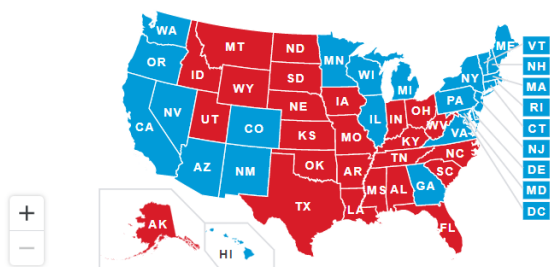 WA
ME
VT
MT
ND
MN
NH
OR
ID
SD
WI
NY
MA
WY
MI
RI
NE
IA
PA
CT
NV
UT
IL
IN
OH
NJ
CA
CO
KS
MO
WV
VA
DE
KY
MD
AZ
NM
OK
AR
TN
NC
DC
SC
MS
AL
GA
TX
LA
FL
AK
HI
+
−